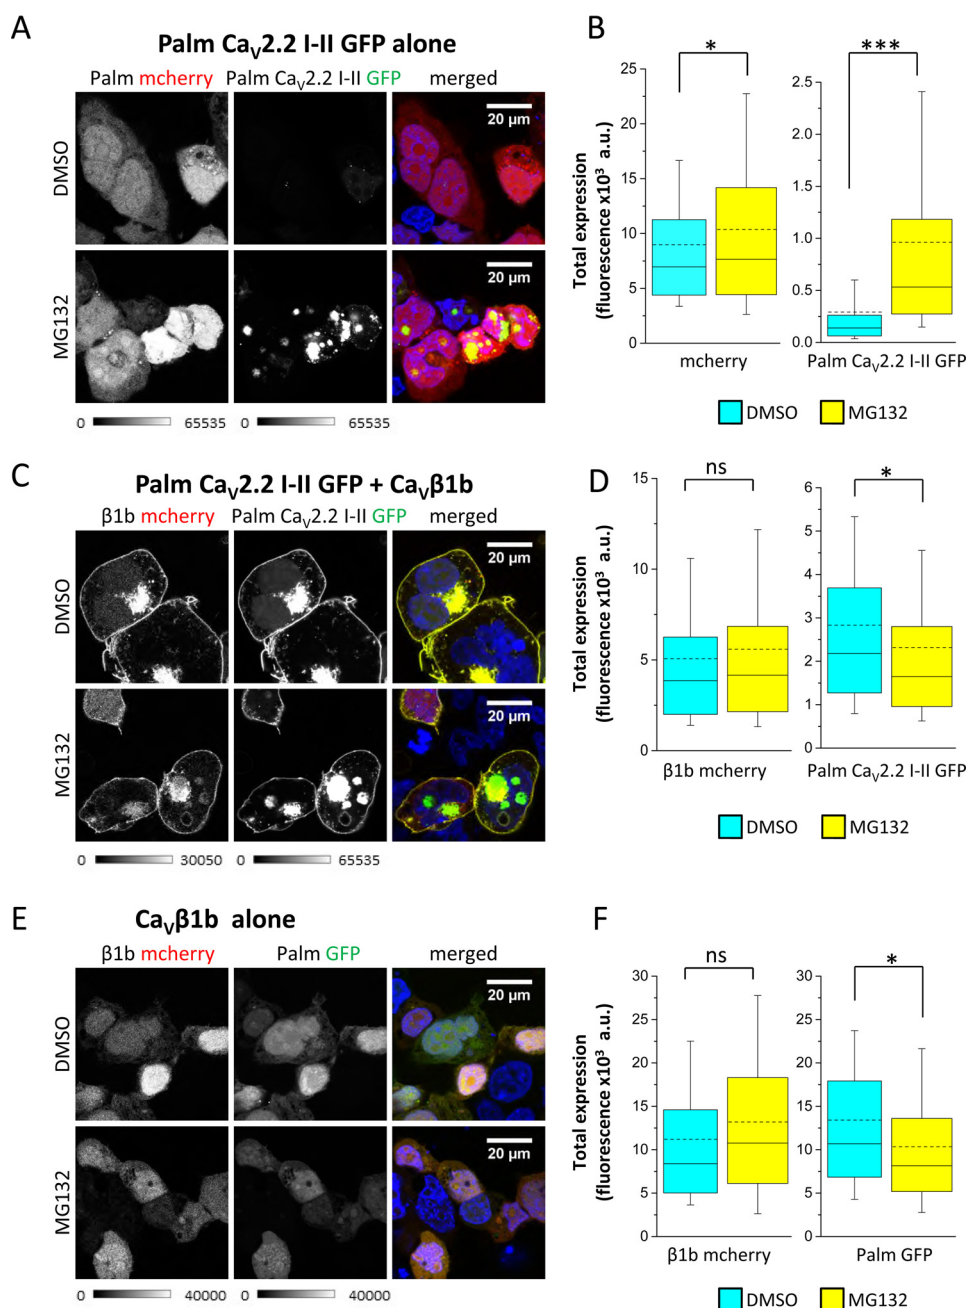 A
Palm CaV2.2 I-II GFP alone
Palm mcherry
Palm CaV2.2 I-II GFP
merged
DMSO
20 µm
MG132
20 µm
0 65535
0 65535
B
*
***
Total expression
(fluorescence x10³ a.u.)
25
20
15
10
5
0
2.5
2.0
1.5
1.0
0.5
0.0
mcherry
Palm CaV2.2 I-II GFP
DMSO
MG132
C
Palm CaV2.2 I-II GFP + CaVβ1b
β1b mcherry
Palm CaV2.2 I-II GFP
merged
DMSO
20 µm
MG132
20 µm
0 30050
0 65535
D
ns
*
Total expression
(fluorescence x10³ a.u.)
15
10
5
0
6
5
4
3
2
1
0
β1b mcherry
Palm CaV2.2 I-II GFP
DMSO
MG132
E
CaVβ1b alone
β1b mcherry
Palm GFP
merged
DMSO
20 µm
MG132
20 µm
0 40000
0 40000
F
ns
*
Total expression
(fluorescence x10³ a.u.)
30
25
20
15
10
5
0
30
25
20
15
10
5
0
β1b mcherry
Palm GFP
DMSO
MG132